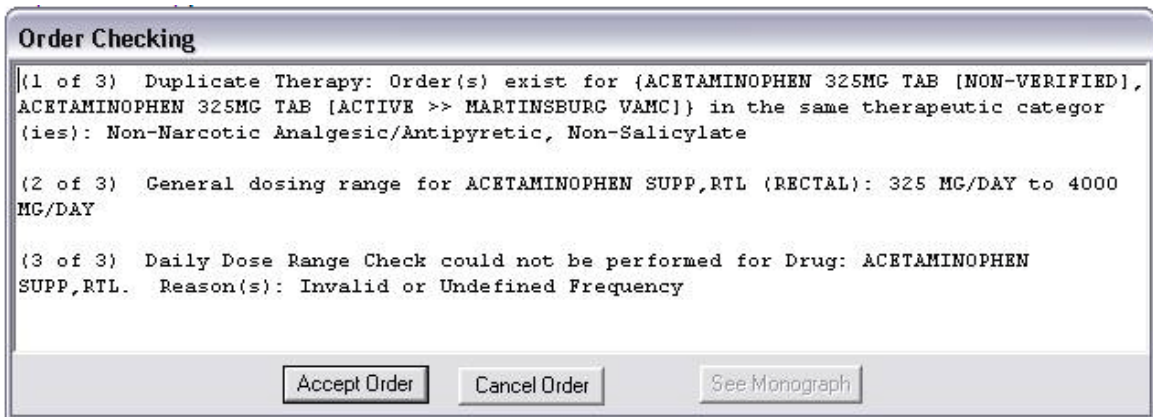 Order Checking
(1 of 3)  Duplicate Therapy: Order(s) exist for {ACETAMINOPHEN 325MG TAB [NON-VERIFIED],
ACETAMINOPHEN 325MG TAB [ACTIVE >> MARTINSBURG VAMC]} in the same therapeutic categor
(ies): Non-Narcotic Analgesic/Antipyretic, Non-Salicylate
(2 of 3)  General dosing range for ACETAMINOPHEN SUPP,RTL (RECTAL): 325 MG/DAY to 4000
MG/DAY
(3 of 3)  Daily Dose Range Check could not be performed for Drug: ACETAMINOPHEN
SUPP,RTL.  Reason(s): Invalid or Undefined Frequency
Accept Order Cancel Order See Monograph